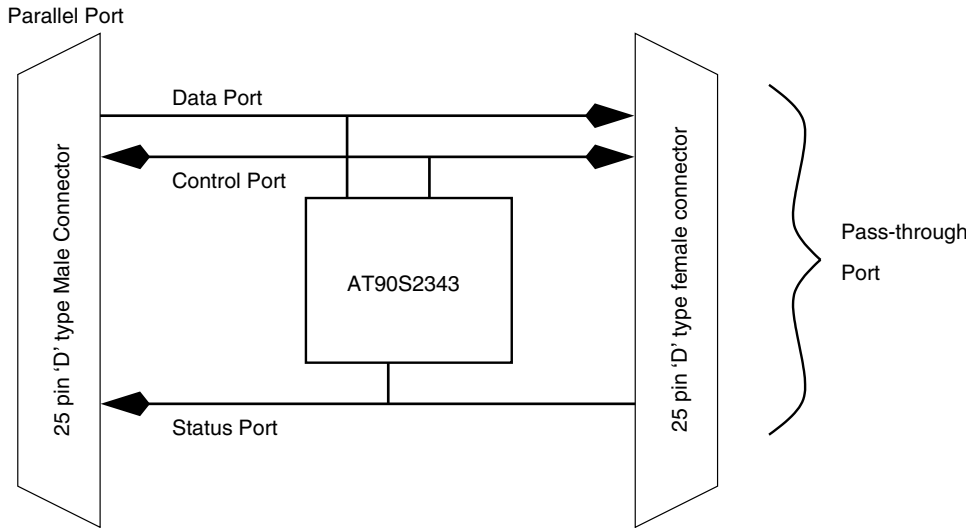 Parallel Port
Data Port
Control Port
25 pin ‘D’ type Male Connector
AT90S2343
25 pin ‘D’ type female connector
Pass-through
Port
Status Port